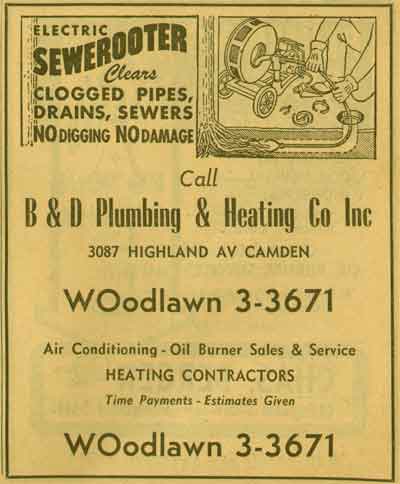 ELECTRIC
SEWEROOTER
Clears
CLOGGED PIPES,
DRAINS, SEWERS
NO DIGGING NO DAMAGE
Call
B & D Plumbing & Heating Co Inc
3087 HIGHLAND AV CAMDEN
WOodlawn 3-3671
Air Conditioning - Oil Burner Sales & Service
HEATING CONTRACTORS
Time Payments - Estimates Given
WOodlawn 3-3671